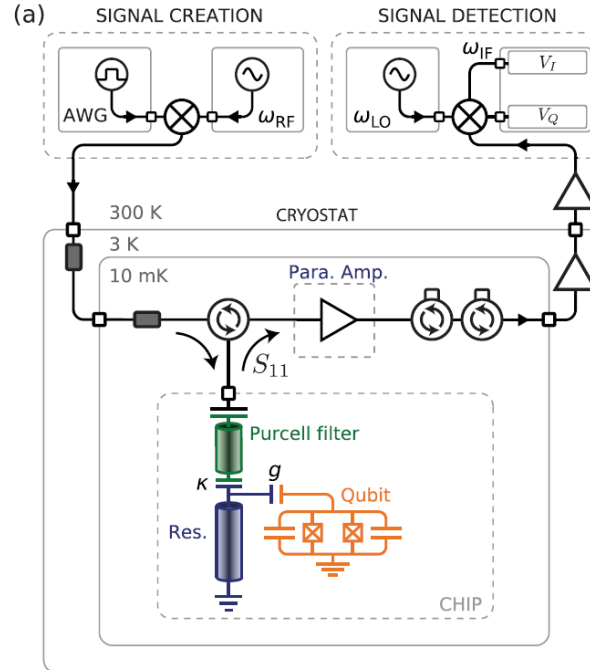 (a)
SIGNAL CREATION
SIGNAL DETECTION
AWG
ω_RF
ω_LO
ω_IF
V_I
V_Q
300 K
CRYOSTAT
3 K
10 mK
Para. Amp.
S_11
Purcell filter
κ
g
Qubit
Res.
CHIP